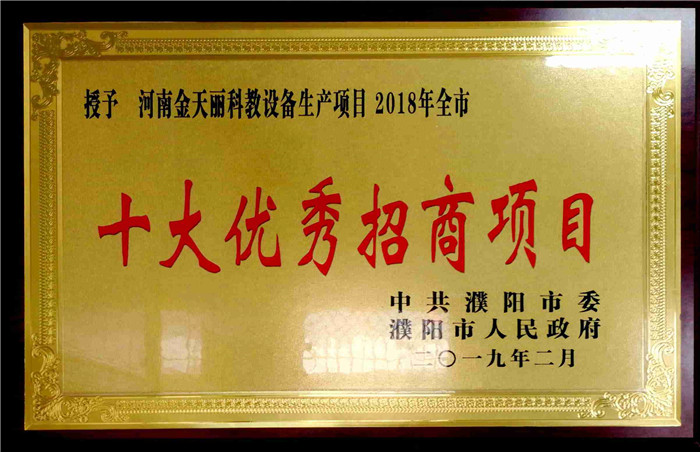 授予 河南金天丽科教设备生产项目 2018年全市
十大优秀招商项目
中共濮阳市委
濮阳市人民政府
二〇一九年二月